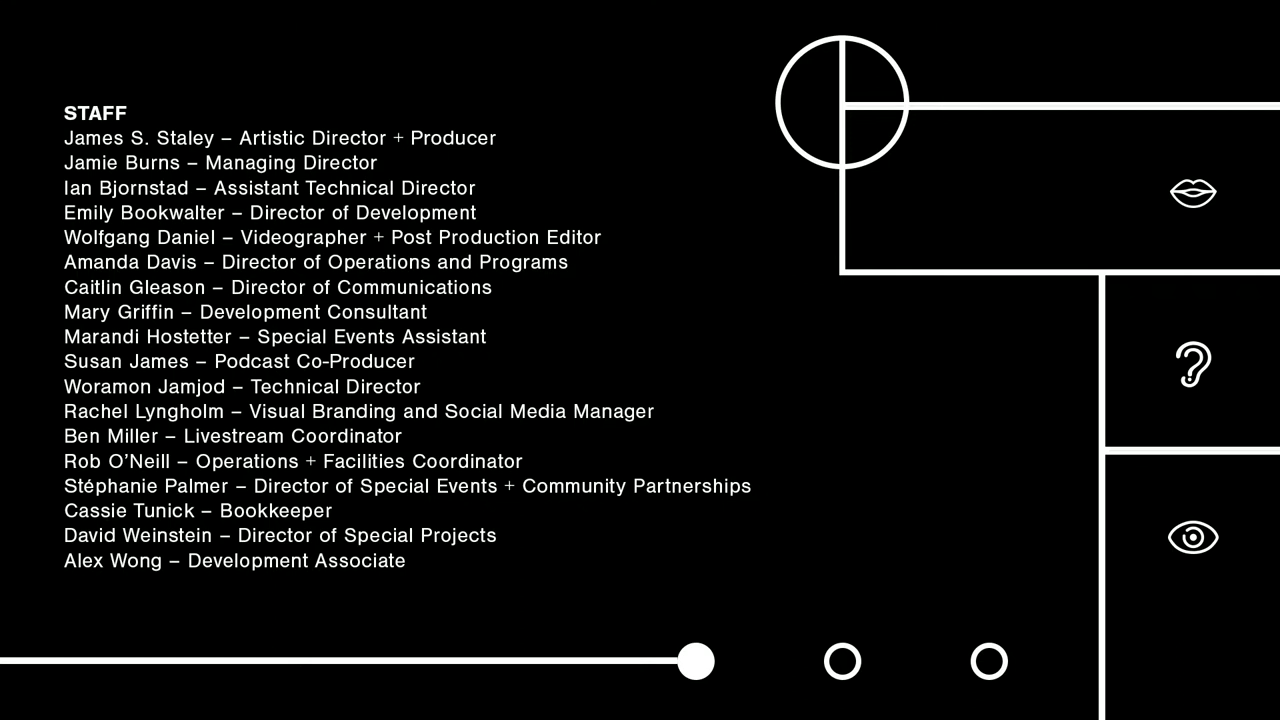 STAFF
James S. Staley – Artistic Director + Producer
Jamie Burns – Managing Director
Ian Bjornstad – Assistant Technical Director
Emily Bookwalter – Director of Development
Wolfgang Daniel – Videographer + Post Production Editor
Amanda Davis – Director of Operations and Programs
Caitlin Gleason – Director of Communications
Mary Griffin – Development Consultant
Marandi Hostetter – Special Events Assistant
Susan James – Podcast Co-Producer
Woramon Jamjod – Technical Director
Rachel Lyngholm – Visual Branding and Social Media Manager
Ben Miller – Livestream Coordinator
Rob O’Neill – Operations + Facilities Coordinator
Stéphanie Palmer – Director of Special Events + Community Partnerships
Cassie Tunick – Bookkeeper
David Weinstein – Director of Special Projects
Alex Wong – Development Associate